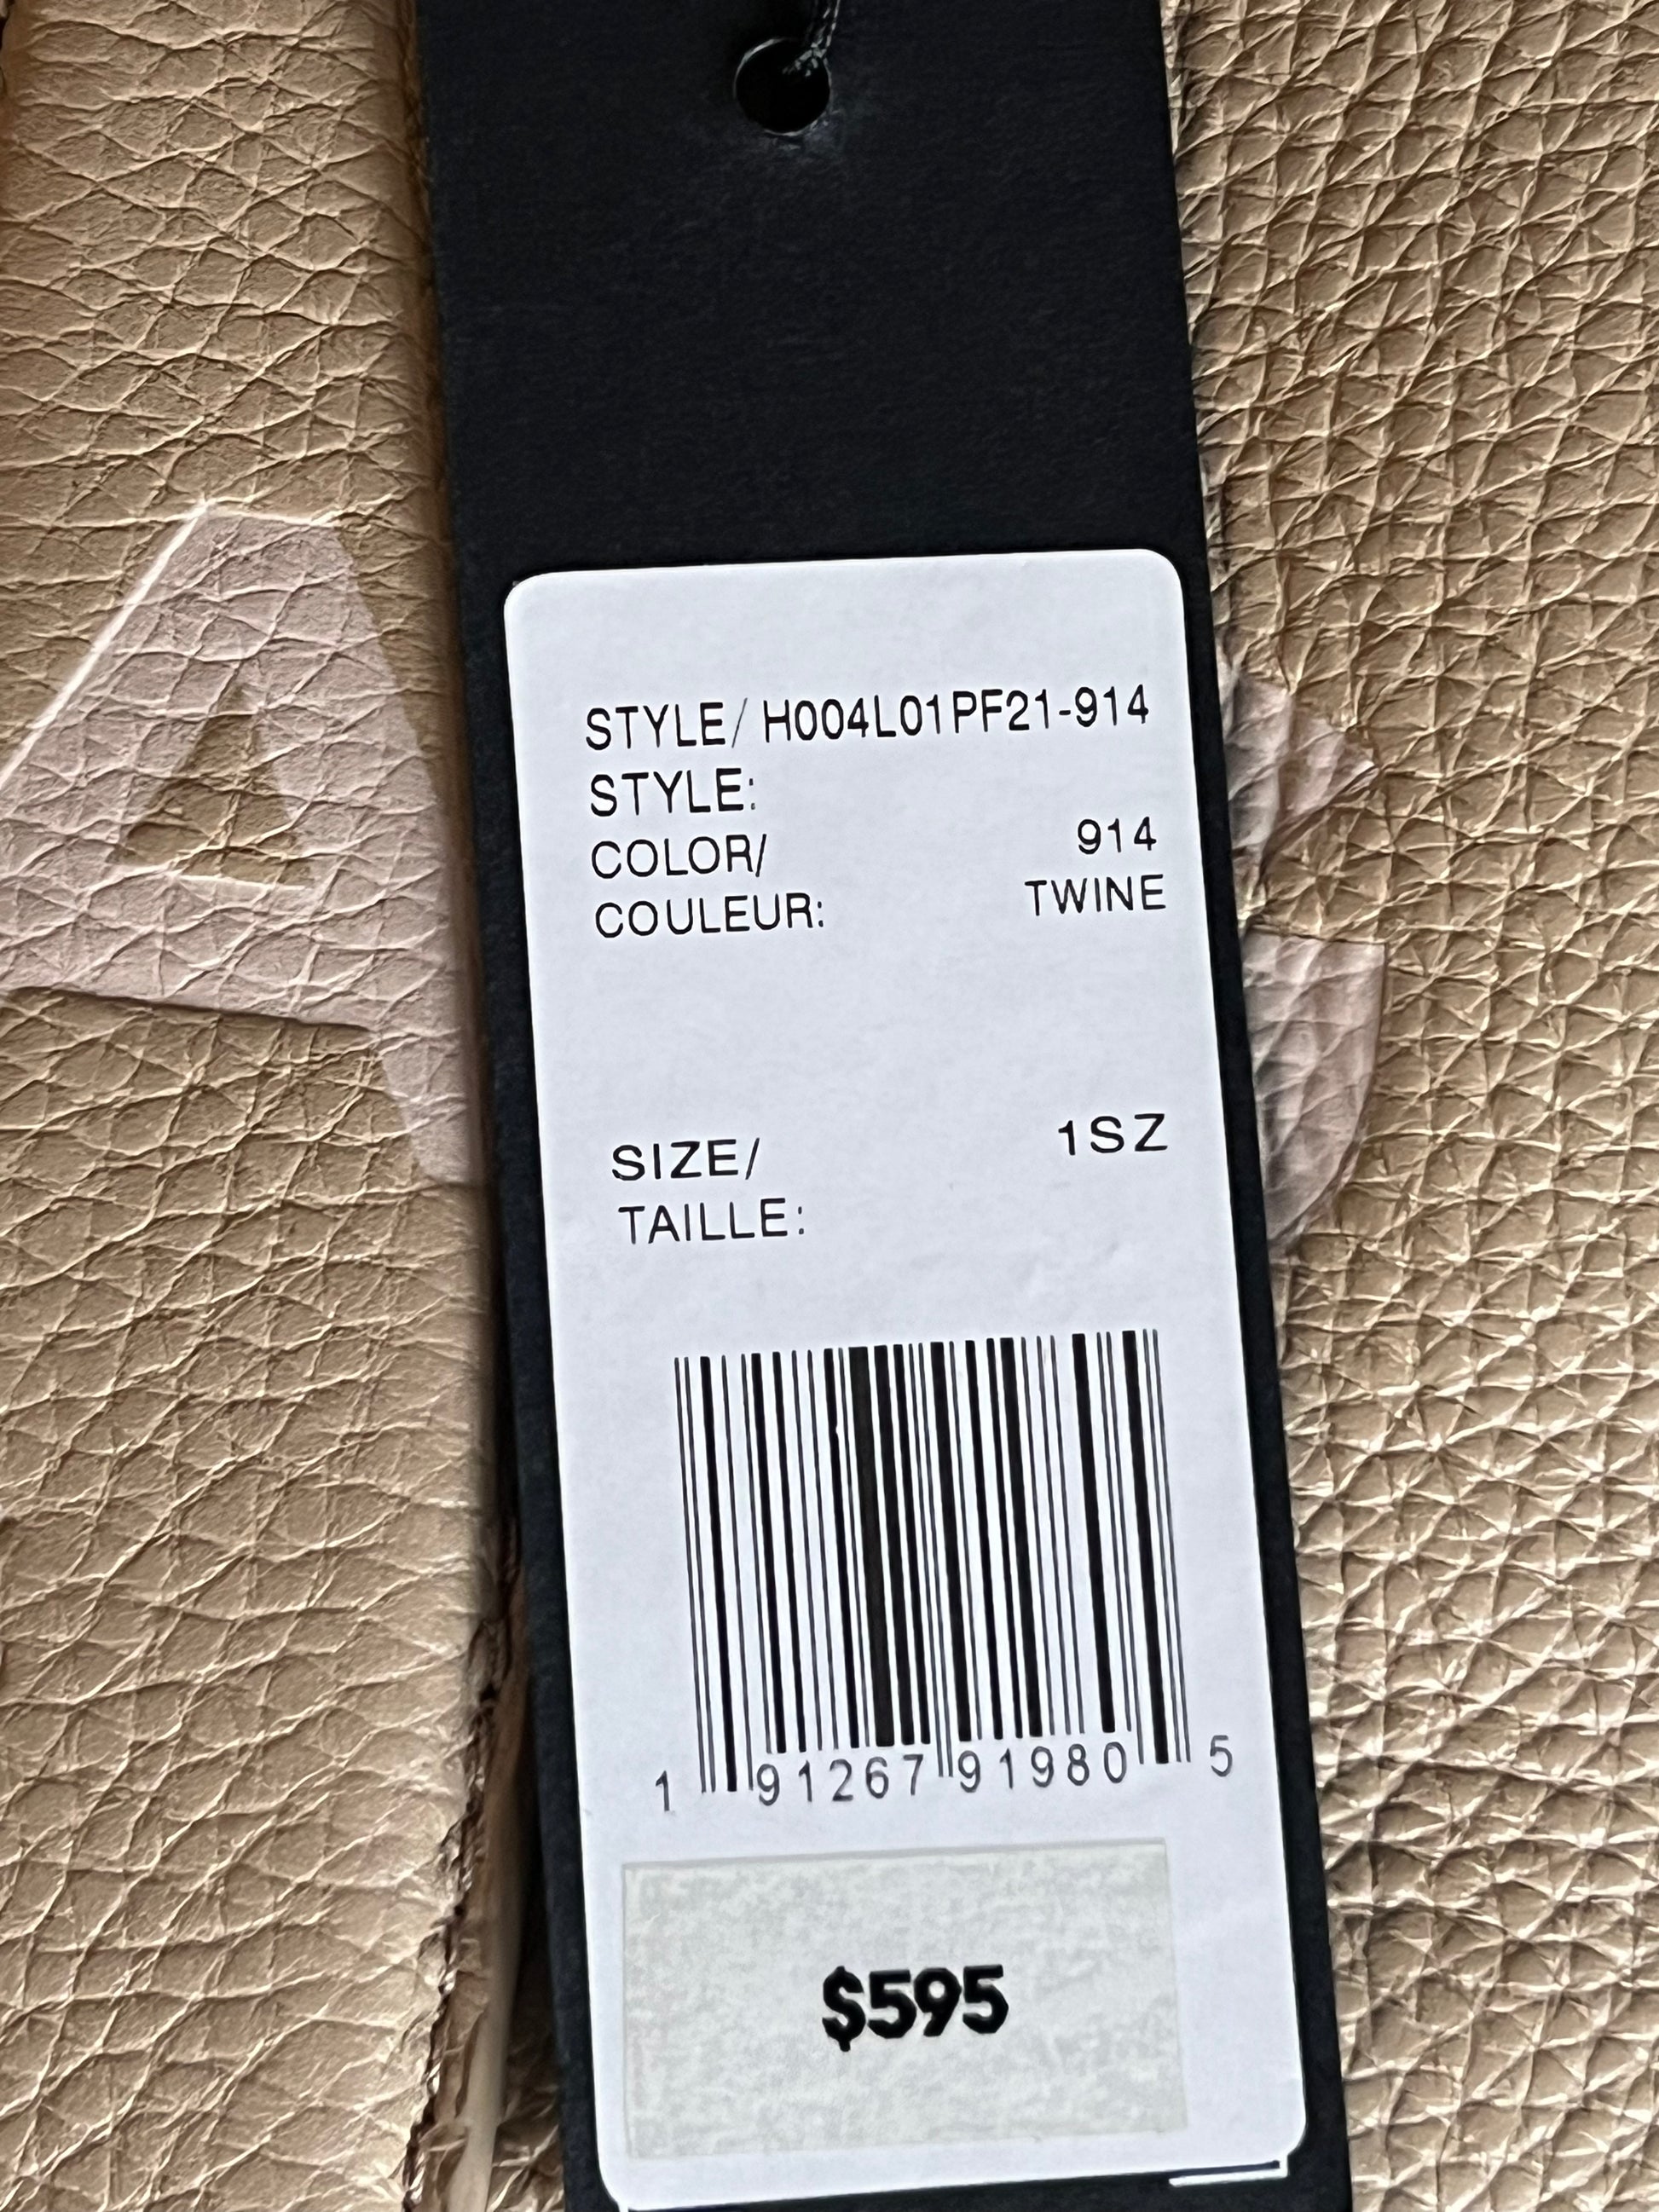 STYLE/ H004L01PF21-914
STYLE:
COLOR/ 914
COULEUR: TWINE
SIZE/ 1SZ
TAILLE:
1 91267 91980 5
$595
A